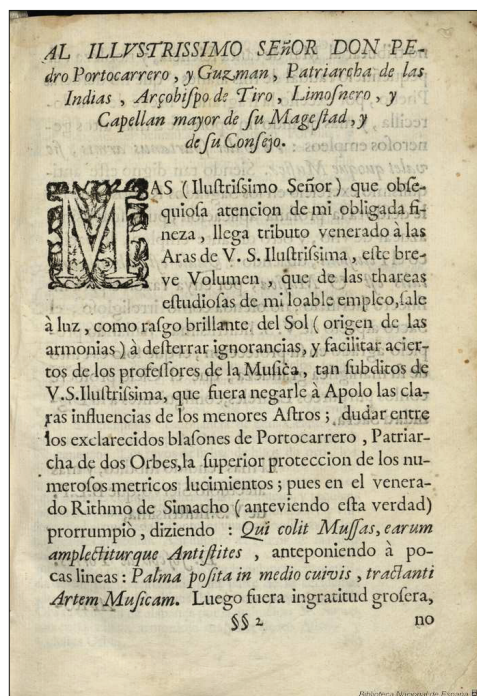 AL ILLVSTRISSIMO SEñOR DON PE-
dro Portocarrero, y Guzman, Patriarcha de las
Indias, Arçobiſpo de Tiro, Limoſnero, y
Capellan mayor de ſu Mageſtad, y
de ſu Conſejo.
MAS (Iluſtriſsimo Señor) que obſe-
quioſa atencion de mi obligada fi-
neza, llega tributo venerado à las
Aras de V. S. Iluſtriſsima, eſte bre-
ve Volumen, que de las thareas
eſtudioſas de mi loable empleo, ſale
à luz, como raſgo brillante del Sol (origen de las
armonias) à deſterrar ignorancias, y facilitar acier-
tos de los profeſſores de la Muſica, tan ſubditos de
V.S.Iluſtriſsima, que fuera negarle à Apolo las cla-
ras influencias de los menores Aſtros; dudar entre
los exclarecidos blaſones de Portocarrero, Patriar-
cha de dos Orbes, la ſuperior proteccion de los nu-
meroſos metricos lucimientos; pues en el venera-
do Rithmo de Simacho (anteviendo eſta verdad)
prorrumpiò, diziendo: Qui colit Muſſas, earum
amplectiturque Antiſtites, anteponiendo à po-
cas lineas: Palma poſita in medio cuivis, tractanti
Artem Muſicam. Luego fuera ingratitud groſera,
§§ 2 no
Biblioteca Nacional de España